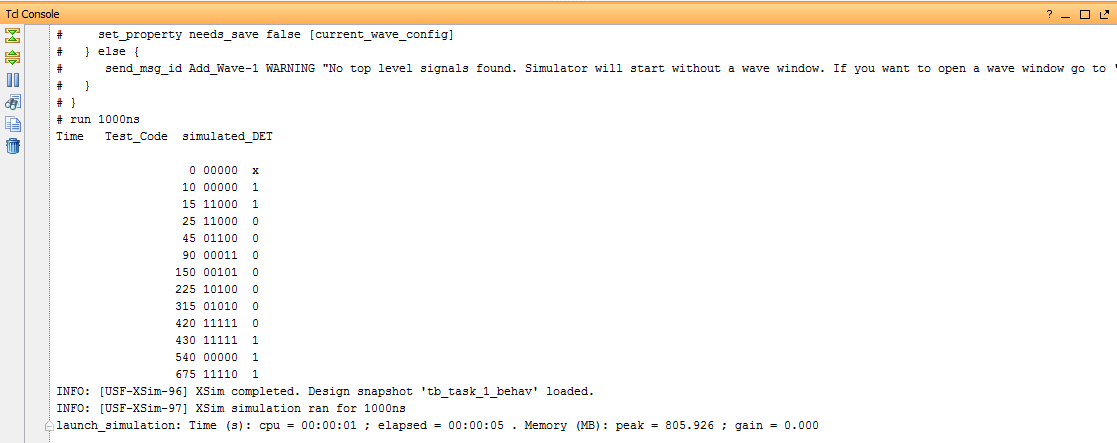 Tcl Console
#     set_property needs_save false [current_wave_config]
#   } else {
#      send_msg_id Add_Wave-1 WARNING "No top level signals found. Simulator will start without a wave window. If you want to open a wave window go to '
#   }
# }
# run 1000ns
Time   Test_Code  simulated_DET
0 00000  x
10 00000  1
15 11000  1
25 11000  0
45 01100  0
90 00011  0
150 00101  0
225 10100  0
315 01010  0
420 11111  0
430 11111  1
540 00000  1
675 11110  1
INFO: [USF-XSim-96] XSim completed. Design snapshot 'tb_task_1_behav' loaded.
INFO: [USF-XSim-97] XSim simulation ran for 1000ns
launch_simulation: Time (s): cpu = 00:00:01 ; elapsed = 00:00:05 . Memory (MB): peak = 805.926 ; gain = 0.000